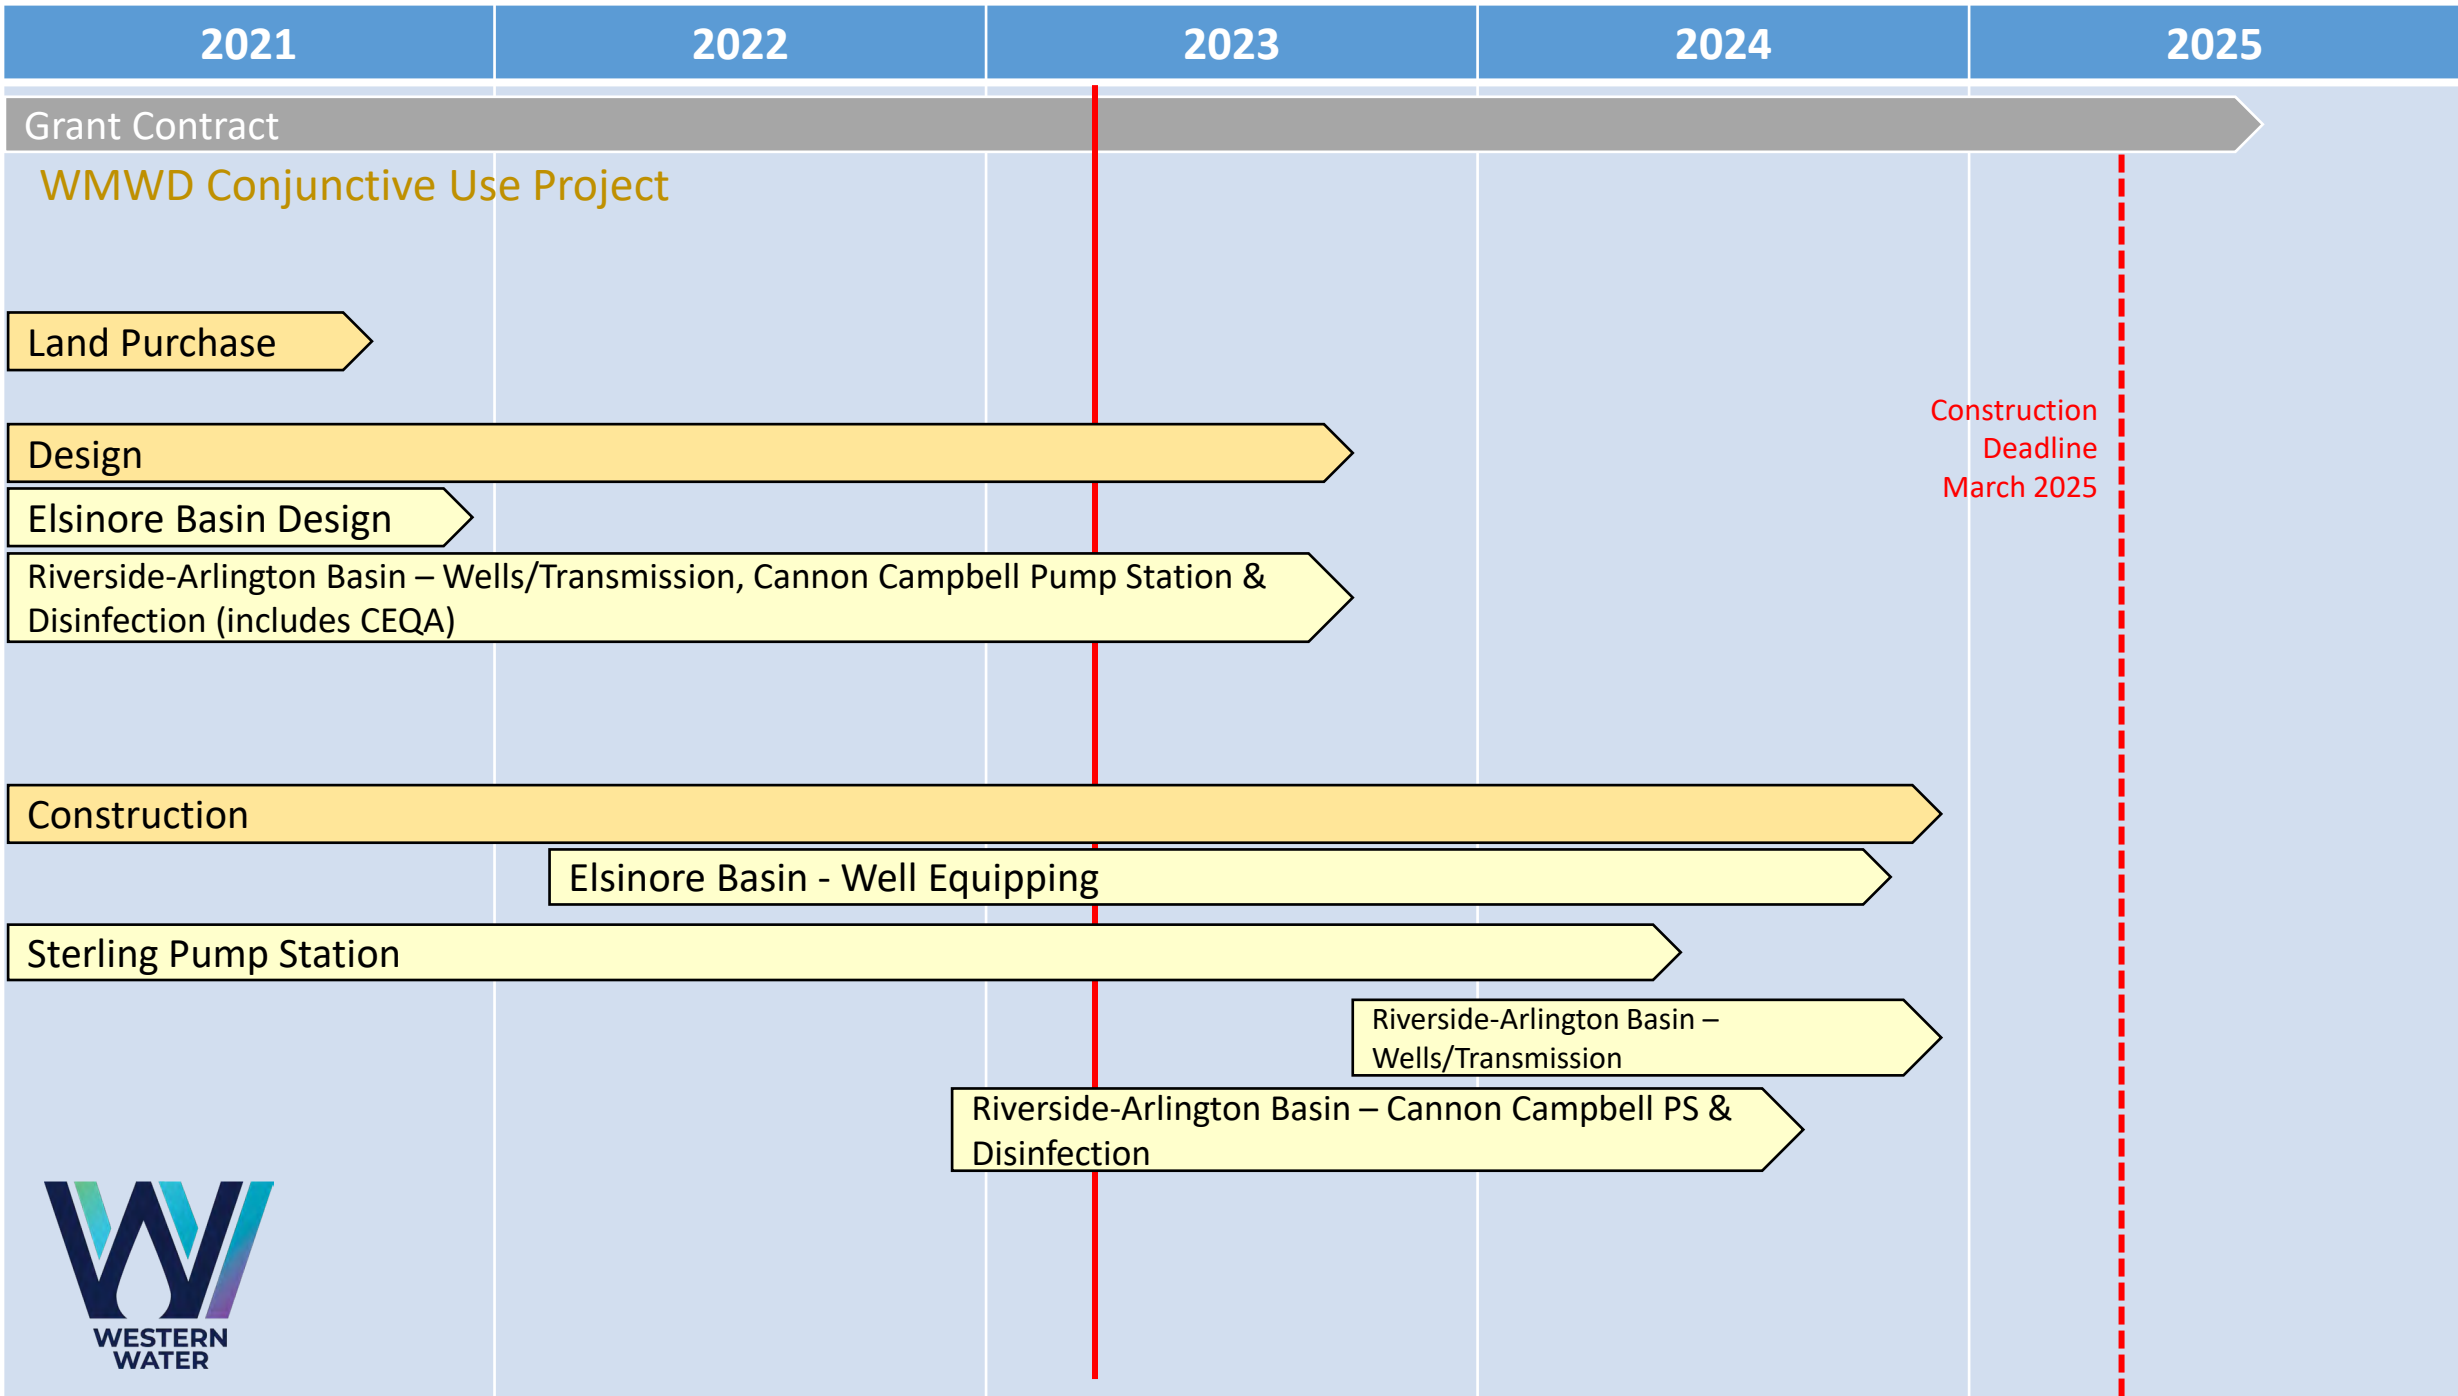 2021
2022
2023
2024
2025
Grant Contract
WMWD Conjunctive Use Project
Land Purchase
Construction
Deadline
March 2025
Design
Elsinore Basin Design
Riverside-Arlington Basin – Wells/Transmission, Cannon Campbell Pump Station &
Disinfection (includes CEQA)
Construction
Elsinore Basin - Well Equipping
Sterling Pump Station
Riverside-Arlington Basin –
Wells/Transmission
Riverside-Arlington Basin – Cannon Campbell PS &
Disinfection
WESTERN
WATER